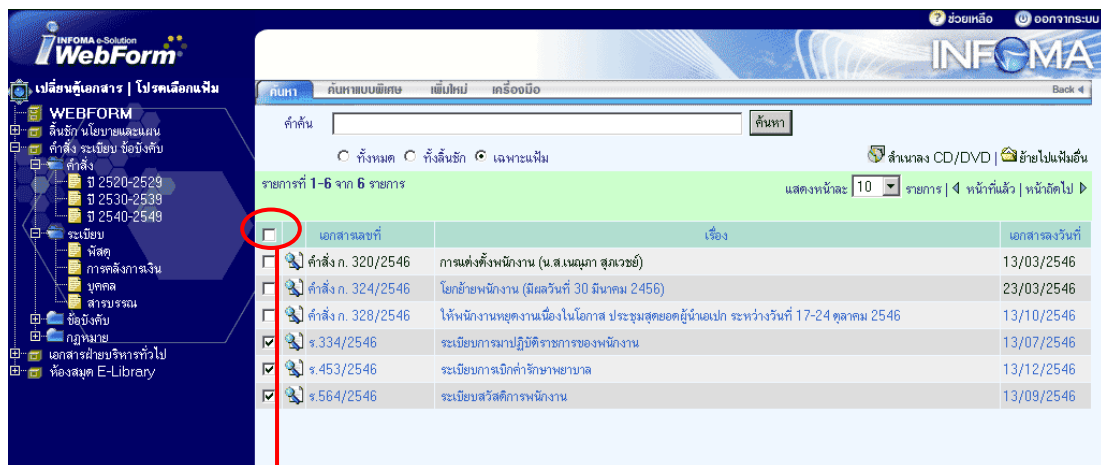 ช่วยเหลือ ออกจากระบบ
INFOMA e-Solution
WebForm
INFOMA
เปลี่ยนตู้เอกสาร | โปรดเลือกแฟ้ม
WEBFORM
ลิ้นชัก นโยบายและแผน
คำสั่ง ระเบียบ ข้อบังคับ
คำสั่ง
ปี 2520-2529
ปี 2530-2539
ปี 2540-2549
ระเบียบ
พัสดุ
การคลังการเงิน
บุคคล
สารบรรณ
ข้อบังคับ
กฎหมาย
เอกสารฝ่ายบริหารทั่วไป
ห้องสมุด E-Library
ค้นหา ค้นหาแบบพิเศษ เพิ่มใหม่ เครื่องมือ Back
คำค้น ค้นหา
ทั้งหมด ทั้งลิ้นชัก เฉพาะแฟ้ม สำเนาลง CD/DVD | ย้ายไปแฟ้มอื่น
รายการที่ 1-6 จาก 6 รายการ แสดงหน้าละ 10 รายการ | หน้าที่แล้ว | หน้าถัดไป
เอกสารเลขที่ เรื่อง เอกสารลงวันที่
คำสั่ง ก. 320/2546 การแต่งตั้งพนักงาน (น.ส.เนณุภา สุภเวชย์) 13/03/2546
คำสั่ง ก. 324/2546 โยกย้ายพนักงาน (มีผลวันที่ 30 มีนาคม 2456) 23/03/2546
คำสั่ง ก. 328/2546 ให้พนักงานหยุดงานเนื่องในโอกาส ประชุมสุดยอดผู้นำเอเปก ระหว่างวันที่ 17-24 ตุลาคม 2546 13/10/2546
ร.334/2546 ระเบียบการมาปฏิบัติราชการของพนักงาน 13/07/2546
ร.453/2546 ระเบียบการเบิกค่ารักษาพยาบาล 13/12/2546
ร.564/2546 ระเบียบสวัสดิการพนักงาน 13/09/2546